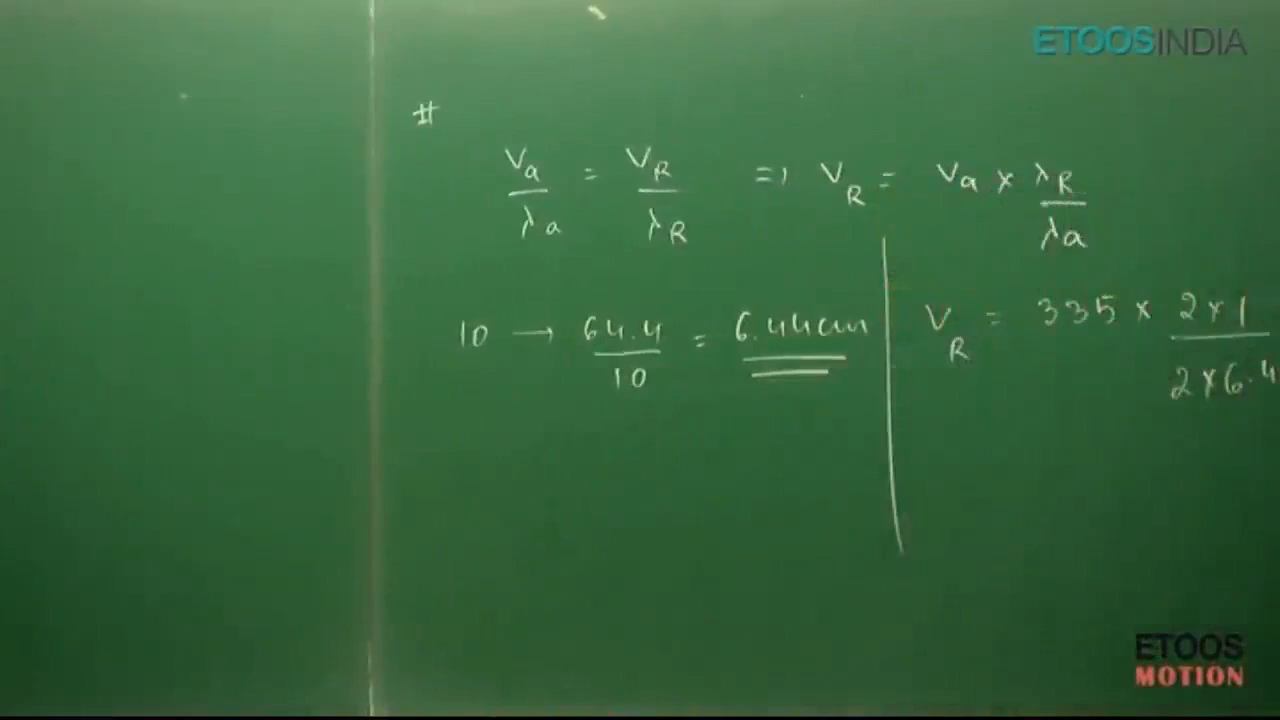 ETOOSINDIA
#
Va/λa = VR/λR ⇒ VR = Va × λR/λa
10 → 64.4/10 = 6.44cm
VR = 335 × 2×1/2×6.4
ETOOS
MOTION